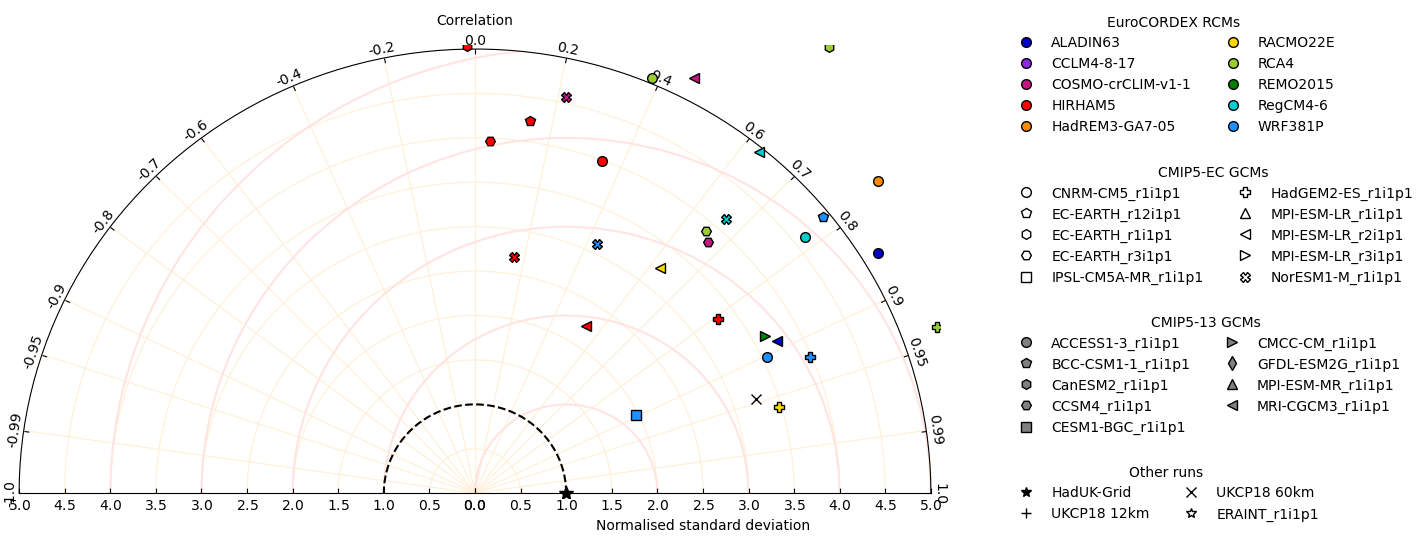 Correlation
0.0
-0.2
0.2
-0.4
0.4
-0.6
0.6
-0.7
0.7
-0.8
0.8
-0.9
0.9
-0.95
0.95
-0.99
0.99
-1.0
1.0
5.0 4.5 4.0 3.5 3.0 2.5 2.0 1.5 1.0 0.5 0.0 0.5 1.0 1.5 2.0 2.5 3.0 3.5 4.0 4.5 5.0
Normalised standard deviation
EuroCORDEX RCMs
ALADIN63 RACMO22E
CCLM4-8-17 RCA4
COSMO-crCLIM-v1-1 REMO2015
HIRHAM5 RegCM4-6
HadREM3-GA7-05 WRF381P
CMIP5-EC GCMs
CNRM-CM5_r1i1p1 HadGEM2-ES_r1i1p1
EC-EARTH_r12i1p1 MPI-ESM-LR_r1i1p1
EC-EARTH_r1i1p1 MPI-ESM-LR_r2i1p1
EC-EARTH_r3i1p1 MPI-ESM-LR_r3i1p1
IPSL-CM5A-MR_r1i1p1 NorESM1-M_r1i1p1
CMIP5-13 GCMs
ACCESS1-3_r1i1p1 CMCC-CM_r1i1p1
BCC-CSM1-1_r1i1p1 GFDL-ESM2G_r1i1p1
CanESM2_r1i1p1 MPI-ESM-MR_r1i1p1
CCSM4_r1i1p1 MRI-CGCM3_r1i1p1
CESM1-BGC_r1i1p1
Other runs
HadUK-Grid UKCP18 60km
UKCP18 12km ERAINT_r1i1p1